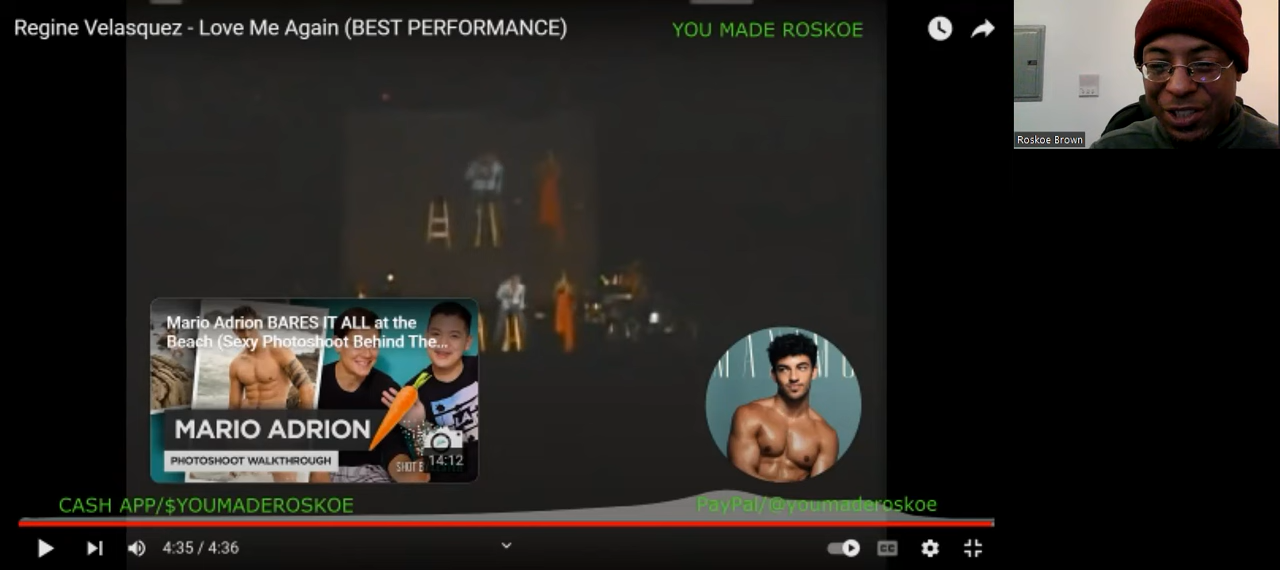 Regine Velasquez - Love Me Again (BEST PERFORMANCE)
YOU MADE ROSKOE
Roskoe Brown
Mario Adrion BARES IT ALL at the
Beach (Sexy Photoshoot Behind The...
MARIO ADRION
PHOTOSHOOT WALKTHROUGH
SHOT B
14:12
CASH APP/$YOUMADEROSKOE
PayPal/@youmaderoskoe
4:35 / 4:36
CC